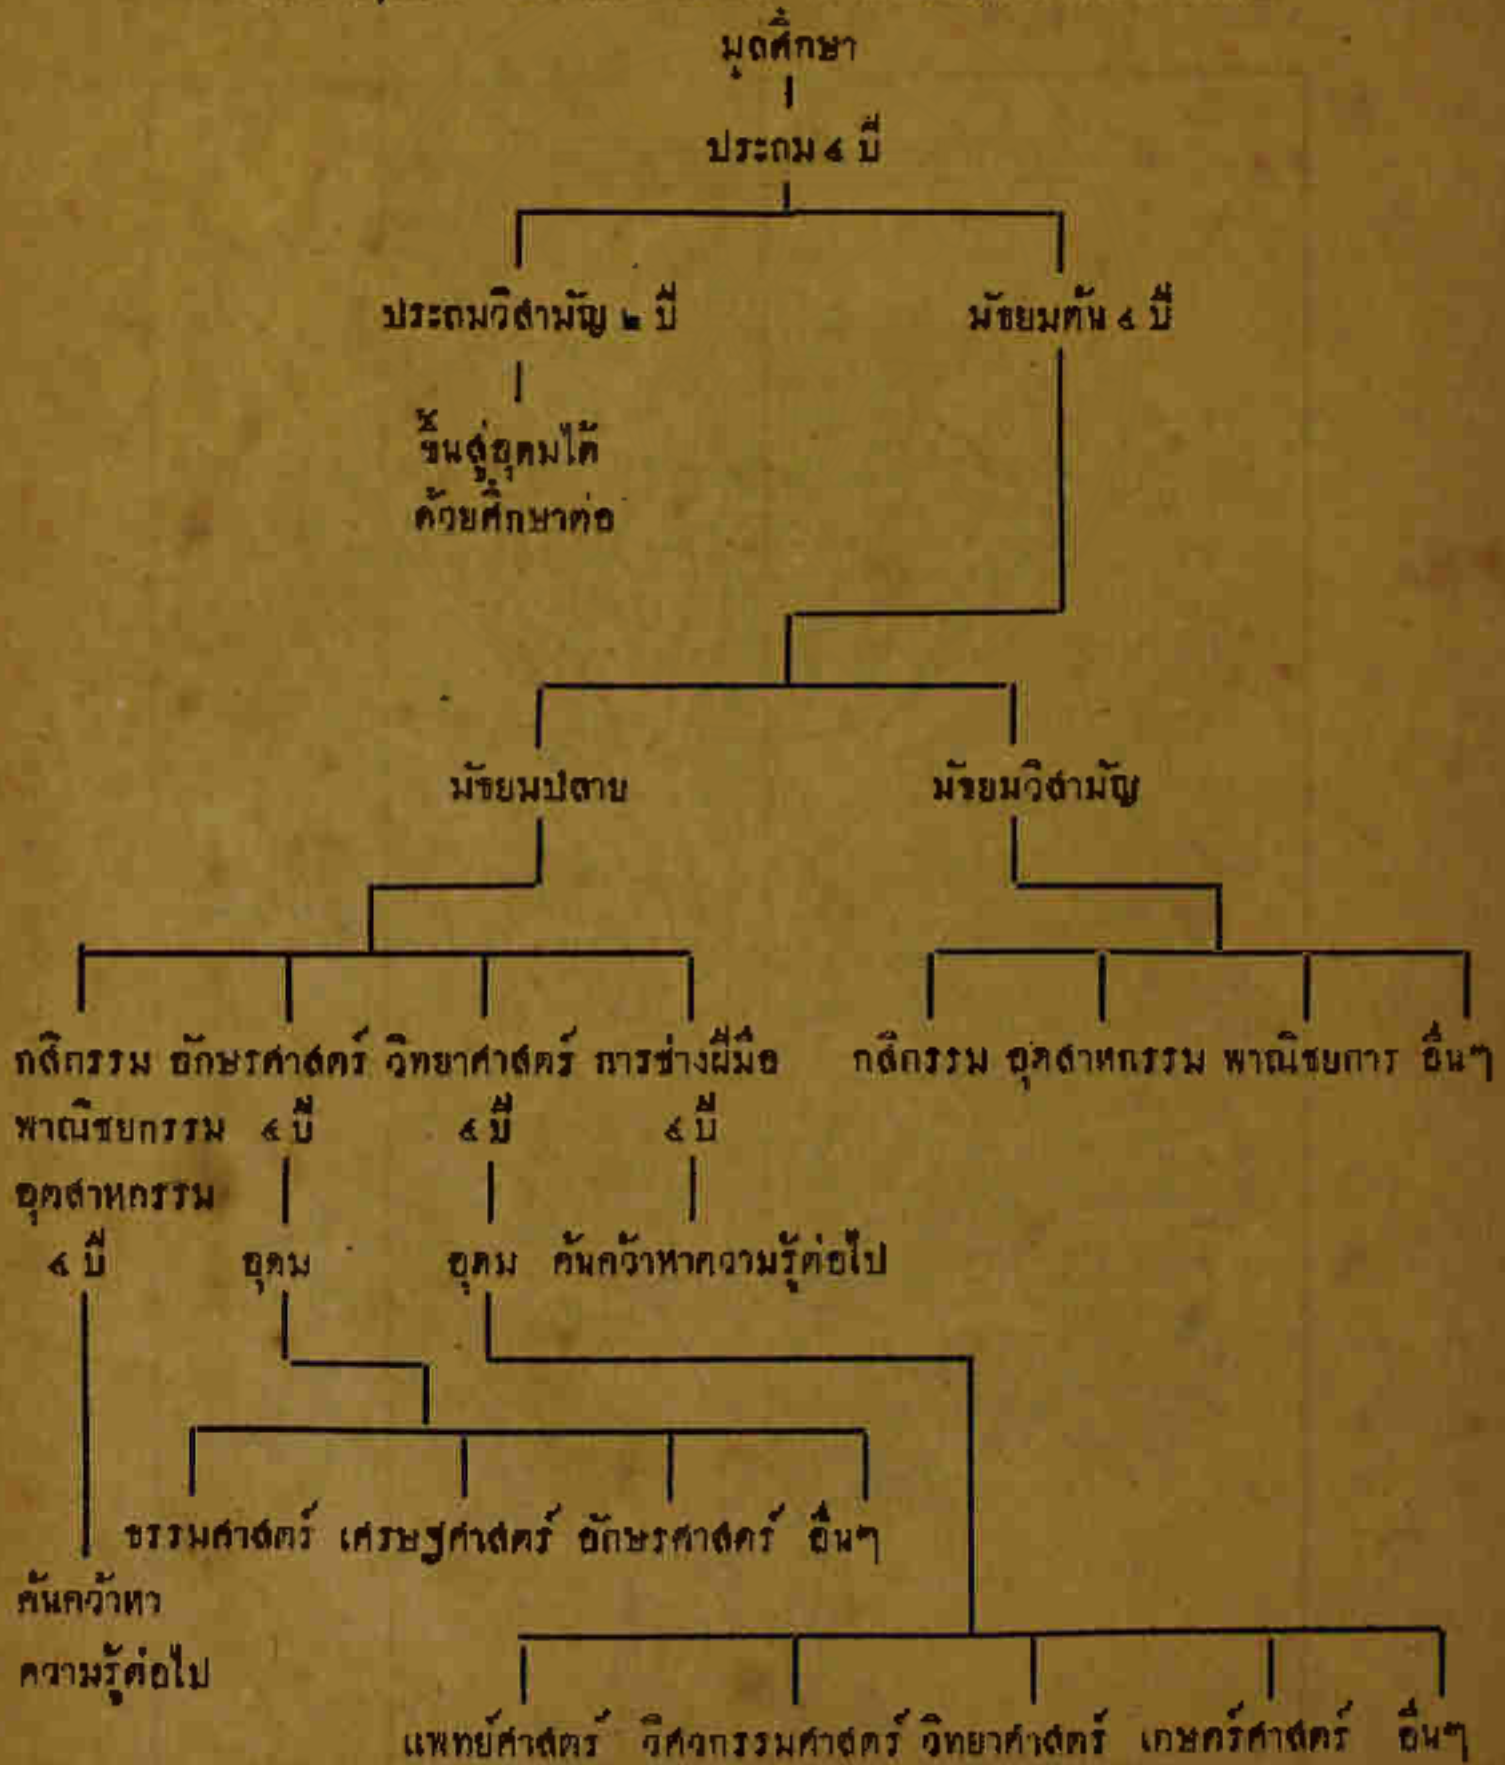 มูลศึกษา
ประถม ๔ ปี
ประถมวิสามัญ ๒ ปี มัธยมต้น ๔ ปี
ขึ้นสู่อุดมได้
ด้วยศึกษาต่อ
มัธยมปลาย มัธยมวิสามัญ
กสิกรรม อักษรศาสตร์ วิทยาศาสตร์ การช่างฝีมือ กสิกรรม อุตสาหกรรม พาณิชยการ อื่นๆ
พาณิชยกรรม ๔ ปี ๔ ปี ๔ ปี
อุตสาหกรรม
๔ ปี อุดม อุดม ค้นคว้าหาความรู้ต่อไป
ธรรมศาสตร์ เศรษฐศาสตร์ อักษรศาสตร์ อื่นๆ
ค้นคว้าหา
ความรู้ต่อไป
แพทย์ศาสตร์ วิศวกรรมศาสตร์ วิทยาศาสตร์ เกษตร์ศาสตร์ อื่นๆ